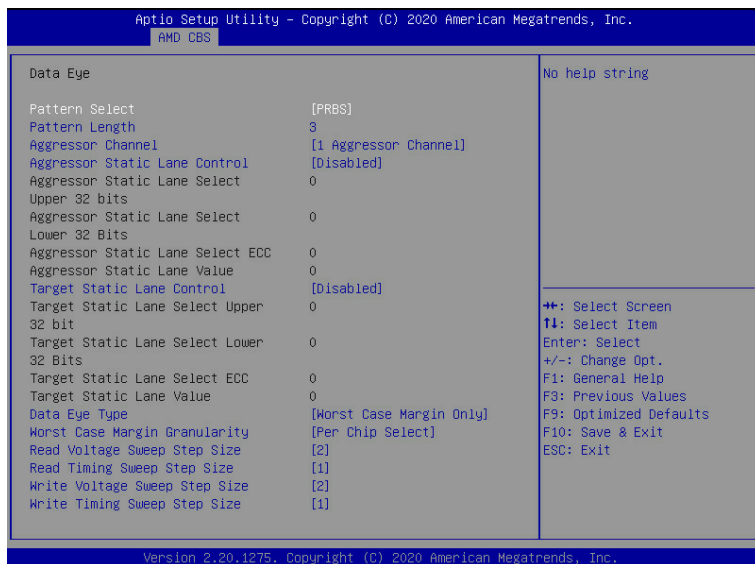 Aptio Setup Utility – Copyright (C) 2020 American Megatrends, Inc.
AMD CBS
Data Eye
Pattern Select [PRBS]
Pattern Length 3
Aggressor Channel [1 Aggressor Channel]
Aggressor Static Lane Control [Disabled]
Aggressor Static Lane Select 0
Upper 32 bits
Aggressor Static Lane Select 0
Lower 32 Bits
Aggressor Static Lane Select ECC 0
Aggressor Static Lane Value 0
Target Static Lane Control [Disabled]
Target Static Lane Select Upper 0
32 bit
Target Static Lane Select Lower 0
32 Bits
Target Static Lane Select ECC 0
Target Static Lane Value 0
Data Eye Type [Worst Case Margin Only]
Worst Case Margin Granularity [Per Chip Select]
Read Voltage Sweep Step Size [2]
Read Timing Sweep Step Size [1]
Write Voltage Sweep Step Size [2]
Write Timing Sweep Step Size [1]
No help string
→←: Select Screen
↑↓: Select Item
Enter: Select
+/-: Change Opt.
F1: General Help
F3: Previous Values
F9: Optimized Defaults
F10: Save & Exit
ESC: Exit
Version 2.20.1275. Copyright (C) 2020 American Megatrends, Inc.